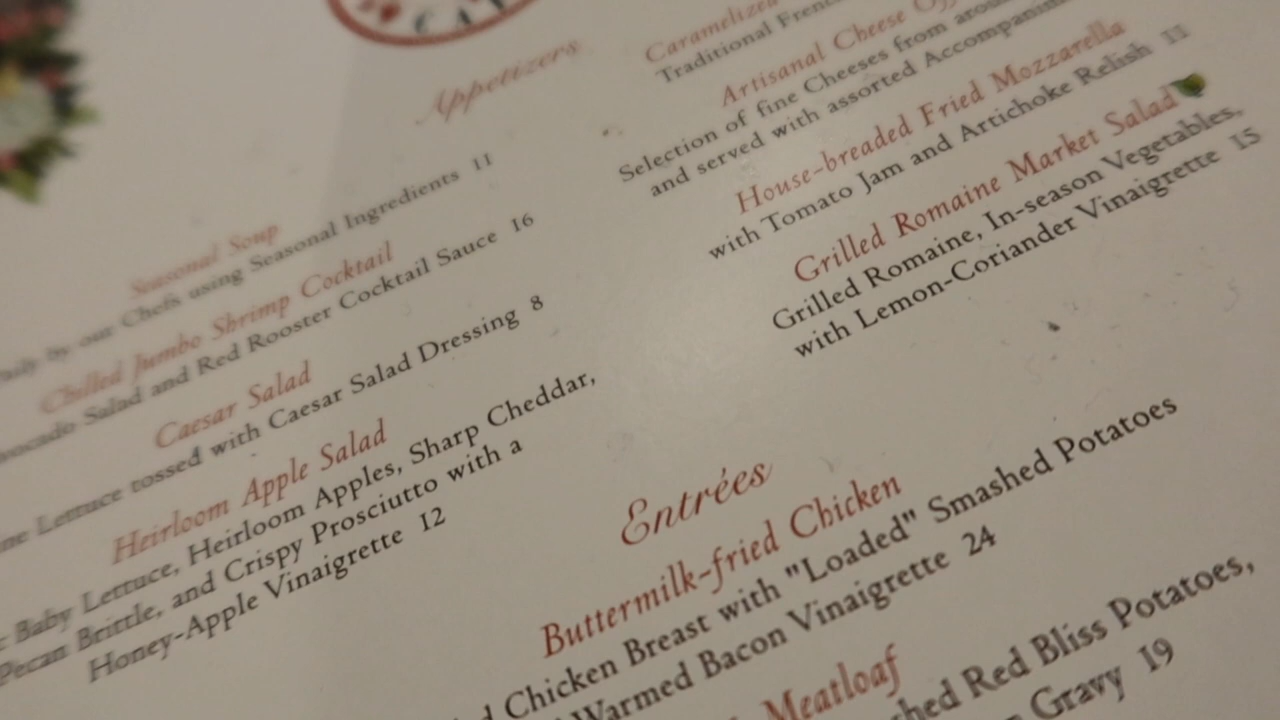 CA
Appetizers
Seasonal Soup
by our Chefs using Seasonal Ingredients 11
Chilled Jumbo Shrimp Cocktail
Salad and Red Rooster Cocktail Sauce 16
Caesar Salad
Lettuce tossed with Caesar Salad Dressing 8
Heirloom Apple Salad
Baby Lettuce, Heirloom Apples, Sharp Cheddar,
Pecan Brittle, and Crispy Prosciutto with a
Honey-Apple Vinaigrette 12
Caramelized
Traditional
Artisanal Cheese
Selection of fine Cheeses from
and served with assorted
House-breaded Fried Mozzarella
with Tomato Jam and Artichoke Relish 11
Grilled Romaine Market Salad
Grilled Romaine, In-season Vegetables,
with Lemon-Coriander Vinaigrette 15
Entrées
Buttermilk-fried Chicken
Chicken Breast with "Loaded" Smashed Potatoes
Warmed Bacon Vinaigrette 24
Meatloaf
Red Bliss Potatoes,
Gravy 19